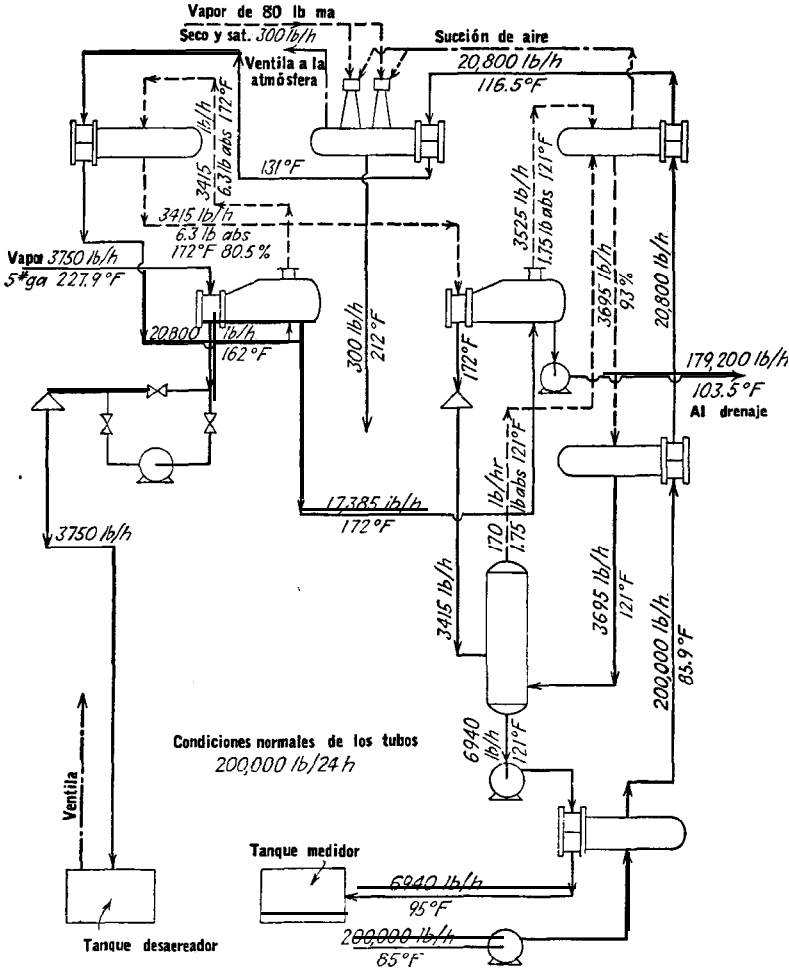 Vapor de 80 lb ma
Seco y sat. 300 lb/h
Ventila a la
atmósfera
Succión de aire
20,800 lb/h
116.5°F
131°F
3415 lb/h
6.3 lb abs 172°F
3415 lb/h
6.3 lb abs
172°F 80.5%
3525 lb/h
1.75 lb abs 121°F
3695 lb/h
93%
20,800 lb/h
Vapor 3750 lb/h
5#ga 227.9°F
20,800 lb/h
162°F
300 lb/h
212°F
172°F
179,200 lb/h
103.5°F
Al drenaje
170 lb/hr
1.75 lb abs 121°F
17,385 lb/h
172°F
3750 lb/h
3415 lb/h
3695 lb/h
121°F
200,000 lb/h
85.9°F
6940
lb/h
121°F
Condiciones normales de los tubos
200,000 lb/24 h
Ventila
Tanque medidor
6940 lb/h
95°F
Tanque desaereador
200,000 lb/h
85°F